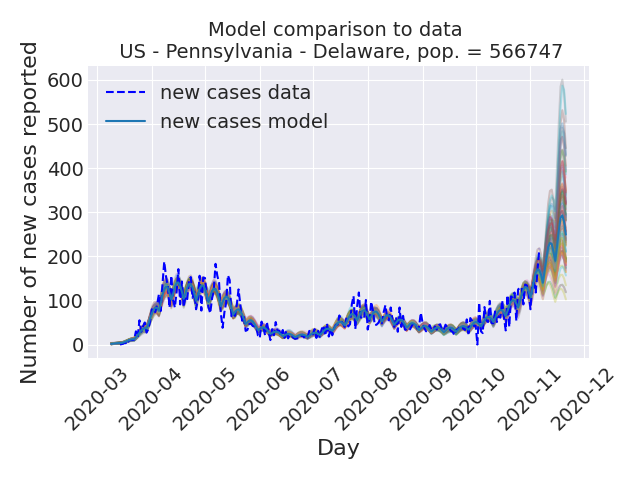 Model comparison to data
US - Pennsylvania - Delaware, pop. = 566747
Number of new cases reported
600
500
400
300
200
100
0
new cases data
new cases model
2020-03
2020-04
2020-05
2020-06
2020-07
2020-08
2020-09
2020-10
2020-11
2020-12
Day